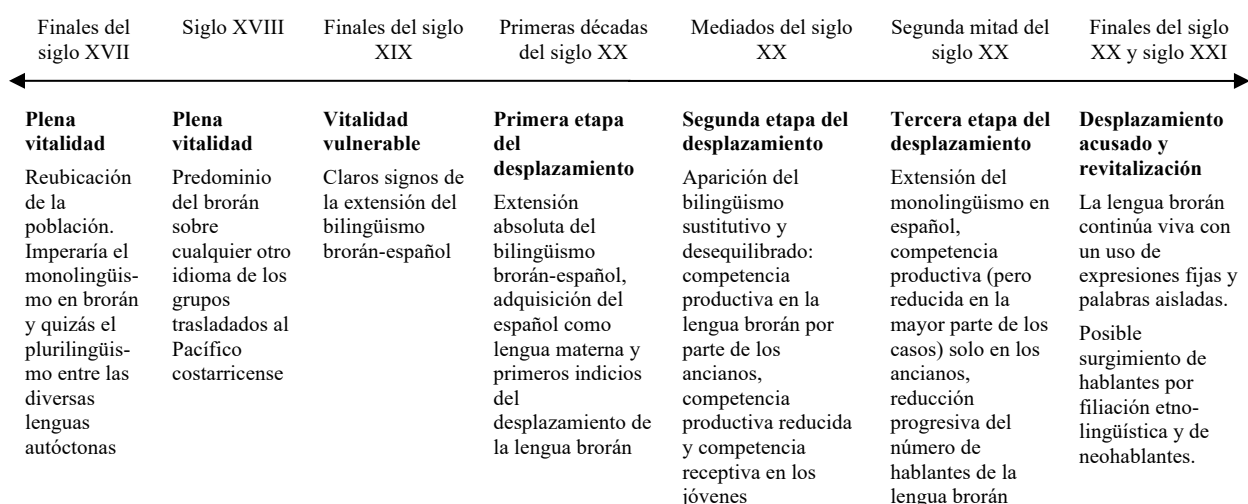 Finales del
siglo XVII
Siglo XVIII
Finales del siglo
XIX
Primeras décadas
del siglo XX
Mediados del siglo
XX
Segunda mitad del
siglo XX
Finales del siglo
XX y siglo XXI
Plena
vitalidad
Reubicación
de la
población.
Imperaría el
monolingüis-
mo en brorán
y quizás el
plurilingüis-
mo entre las
diversas
lenguas
autóctonas
Plena
vitalidad
Predominio
del brorán
sobre
cualquier otro
idioma de los
grupos
trasladados al
Pacífico
costarricense
Vitalidad
vulnerable
Claros signos de
la extensión del
bilingüismo
brorán-español
Primera etapa
del
desplazamiento
Extensión
absoluta del
bilingüismo
brorán-español,
adquisición del
español como
lengua materna y
primeros indicios
del
desplazamiento de
la lengua brorán
Segunda etapa del
desplazamiento
Aparición del
bilingüismo
sustitutivo y
desequilibrado:
competencia
productiva en la
lengua brorán por
parte de los
ancianos,
competencia
productiva reducida
y competencia
receptiva en los
jóvenes
Tercera etapa del
desplazamiento
Extensión del
monolingüismo en
español,
competencia
productiva (pero
reducida en la
mayor parte de los
casos) solo en los
ancianos,
reducción
progresiva del
número de
hablantes de la
lengua brorán
Desplazamiento
acusado y
revitalización
La lengua brorán
continúa viva con
un uso de
expresiones fijas y
palabras aisladas.
Posible
surgimiento de
hablantes por
filiación etno-
lingüística y de
neohablantes.